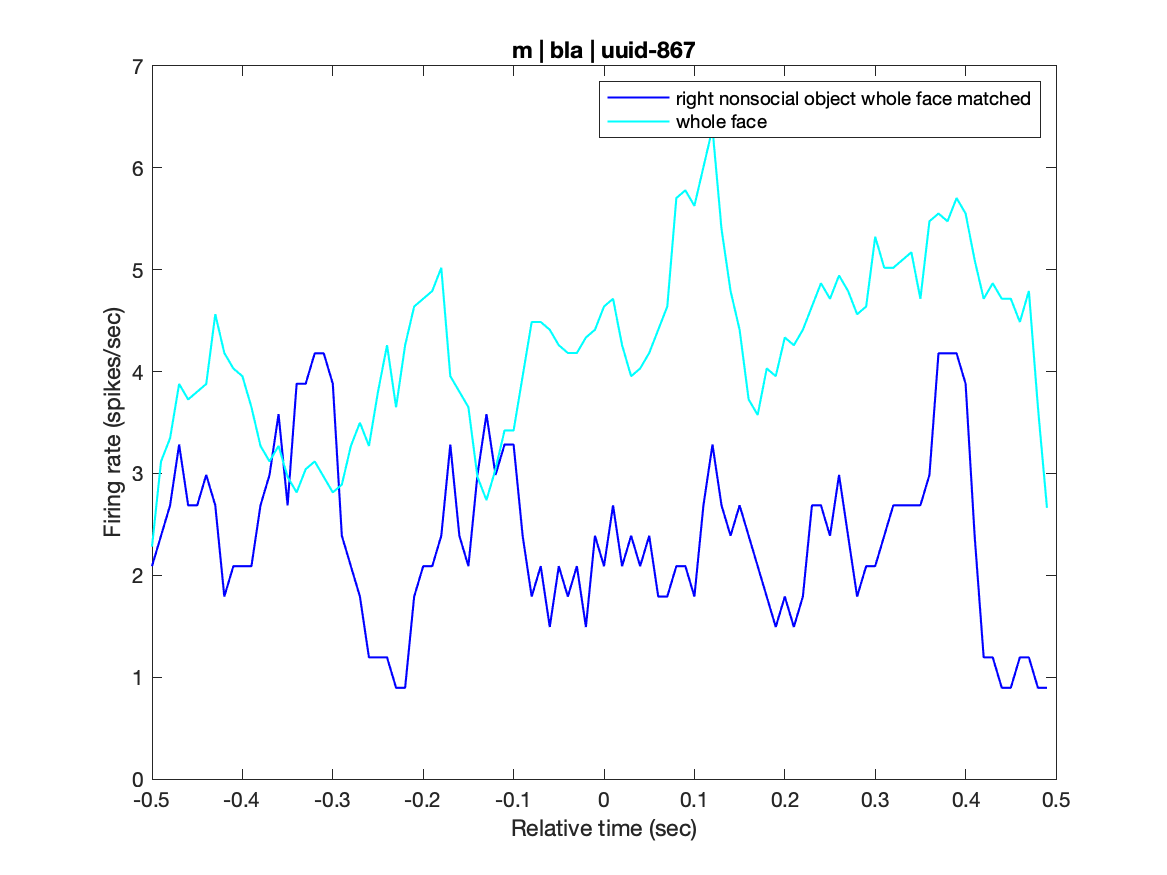 m | bla | uuid-867
right nonsocial object whole face matched
whole face
7
6
5
4
3
2
1
0
Firing rate (spikes/sec)
-0.5 -0.4 -0.3 -0.2 -0.1 0 0.1 0.2 0.3 0.4 0.5
Relative time (sec)